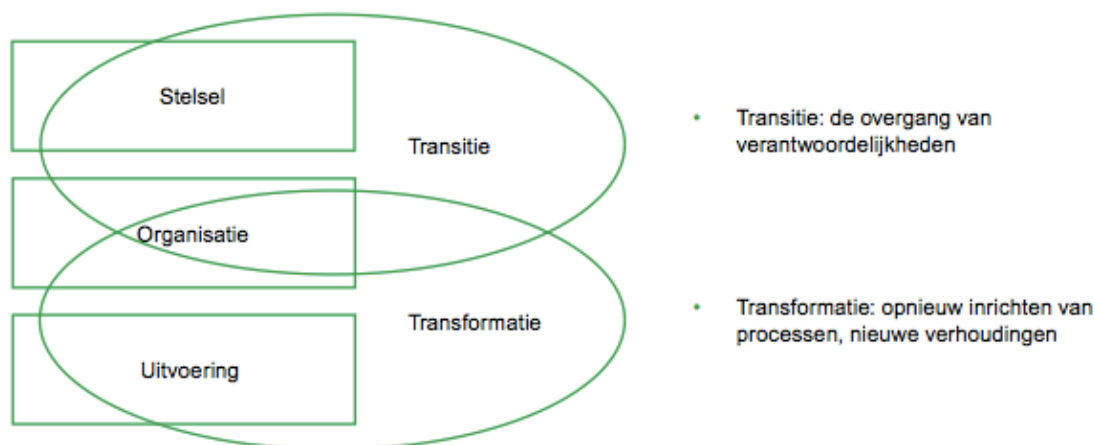 Stelsel
Transitie
Organisatie
Transformatie
Uitvoering
• Transitie: de overgang van
verantwoordelijkheden
• Transformatie: opnieuw inrichten van
processen, nieuwe verhoudingen